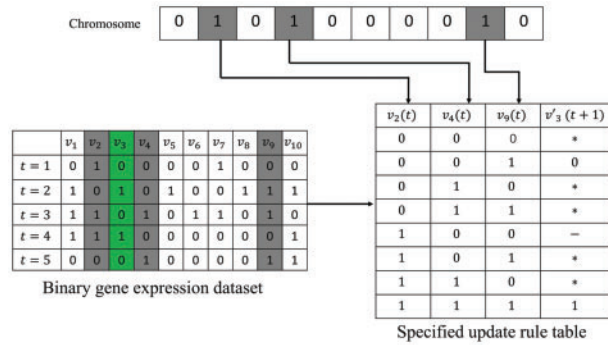 Chromosome 0 1 0 1 0 0 0 0 1 0
v₂(t) v₄(t) v₉(t) v'₃ (t + 1)
0 0 0 *
0 0 1 0
0 1 0 *
0 1 1 *
1 0 0 −
1 0 1 *
1 1 0 *
1 1 1 1
Specified update rule table
v₁ v₂ v₃ v₄ v₅ v₆ v₇ v₈ v₉ v₁₀
t = 1 0 1 0 0 0 0 1 0 0 0
t = 2 1 0 1 0 1 0 0 1 1 1
t = 3 1 1 0 1 0 1 1 0 1 0
t = 4 1 1 1 0 0 0 0 0 0 1
t = 5 0 0 0 1 0 0 0 0 1 1
Binary gene expression dataset